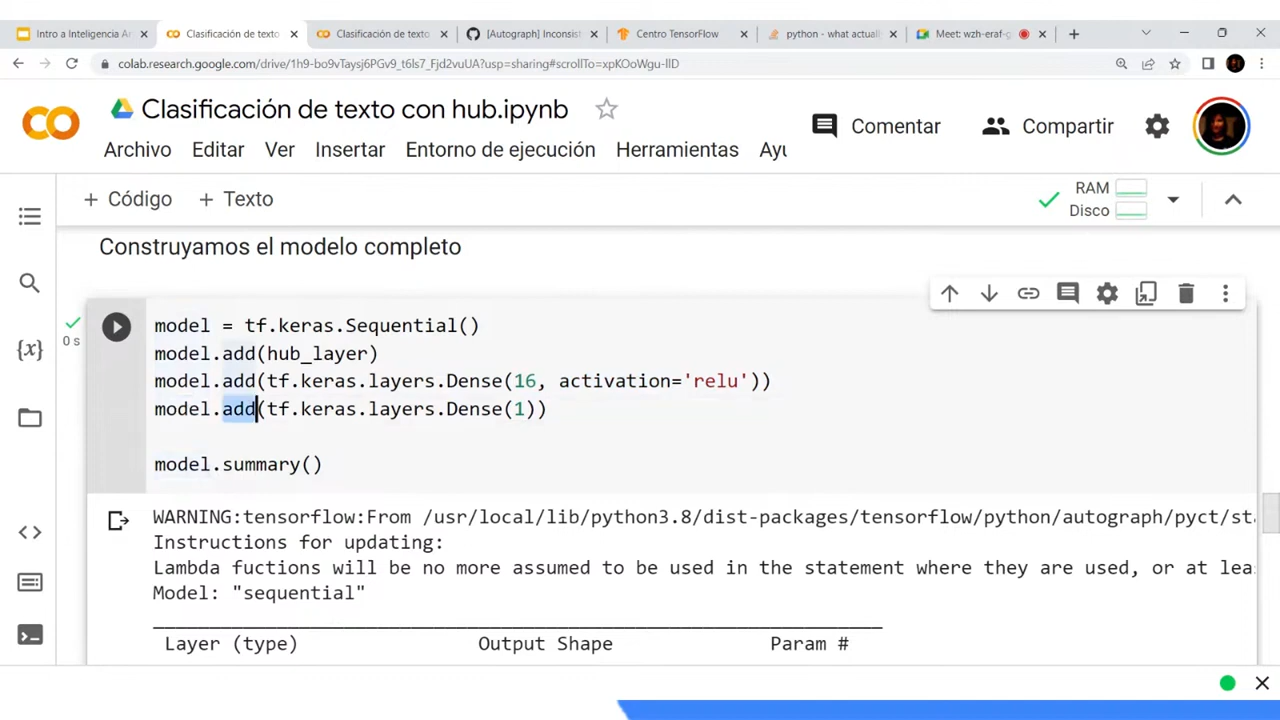 Intro a Inteligencia Ar
Clasificación de texto
Clasificación de texto
[Autograph] Inconsist
Centro TensorFlow
python - what actuall
Meet: wzh-eraf-
colab.research.google.com/drive/1h9-bo9vTaysj6PGv9_t6ls7_Fjd2vuUA?usp=sharing#scrollTo=xpKOoWgu-llD
Clasificación de texto con hub.ipynb
Comentar
Compartir
Archivo Editar Ver Insertar Entorno de ejecución Herramientas Ayu
+ Código + Texto
RAM
Disco
Construyamos el modelo completo
0 s
model = tf.keras.Sequential()
model.add(hub_layer)
model.add(tf.keras.layers.Dense(16, activation='relu'))
model.add(tf.keras.layers.Dense(1))
model.summary()
WARNING:tensorflow:From /usr/local/lib/python3.8/dist-packages/tensorflow/python/autograph/pyct/sta
Instructions for updating:
Lambda fuctions will be no more assumed to be used in the statement where they are used, or at leas
Model: "sequential"
Layer (type) Output Shape Param #